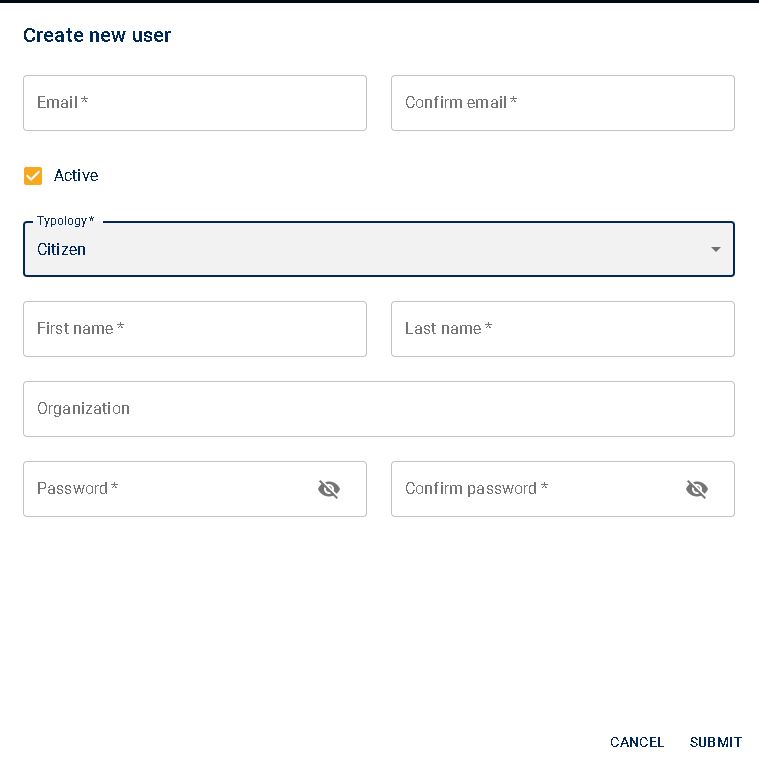 Create new user
Email *
Confirm email *
Active
Typology *
Citizen
First name *
Last name *
Organization
Password *
Confirm password *
CANCEL
SUBMIT